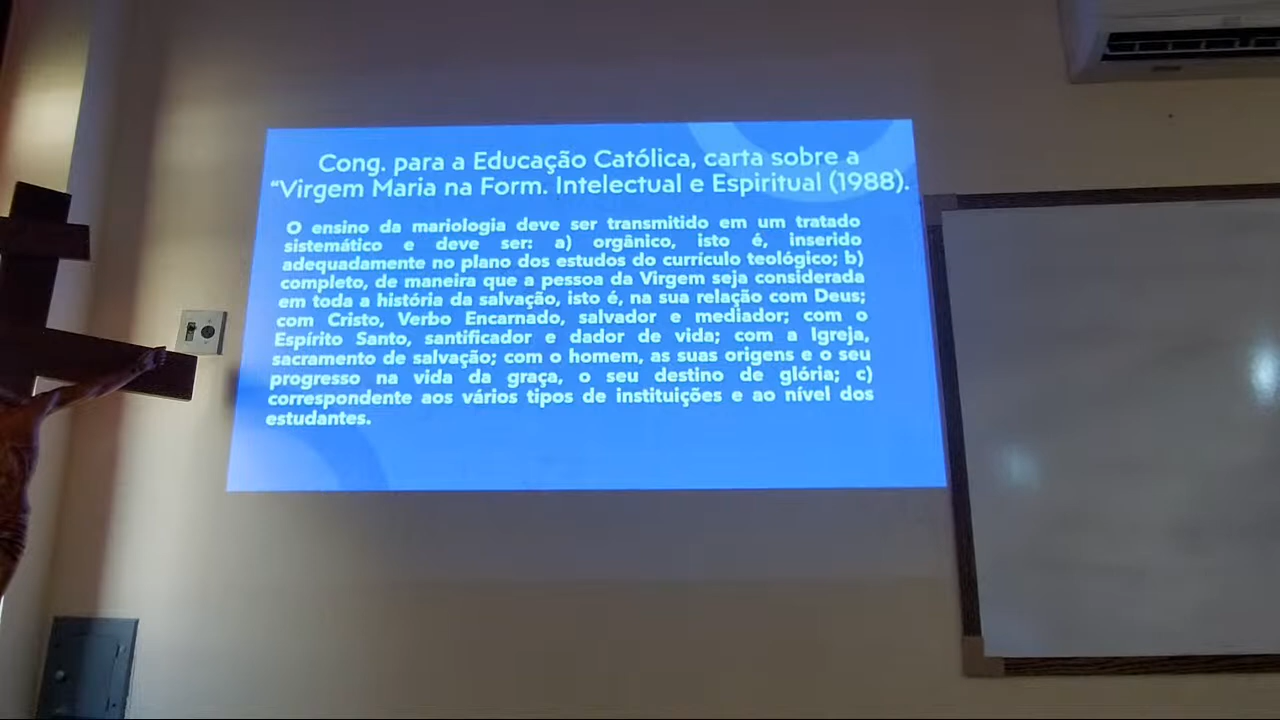 Cong. para a Educação Católica, carta sobre a
“Virgem Maria na Form. Intelectual e Espiritual (1988).
O ensino da mariologia deve ser transmitido em um tratado
sistemático e deve ser: a) orgânico, isto é, inserido
adequadamente no plano dos estudos do currículo teológico; b)
completo, de maneira que a pessoa da Virgem seja considerada
em toda a história da salvação, isto é, na sua relação com Deus;
com Cristo, Verbo Encarnado, salvador e mediador; com o
Espírito Santo, santificador e dador de vida; com a Igreja,
sacramento de salvação; com o homem, as suas origens e o seu
progresso na vida da graça, o seu destino de glória; c)
correspondente aos vários tipos de instituições e ao nível dos
estudantes.